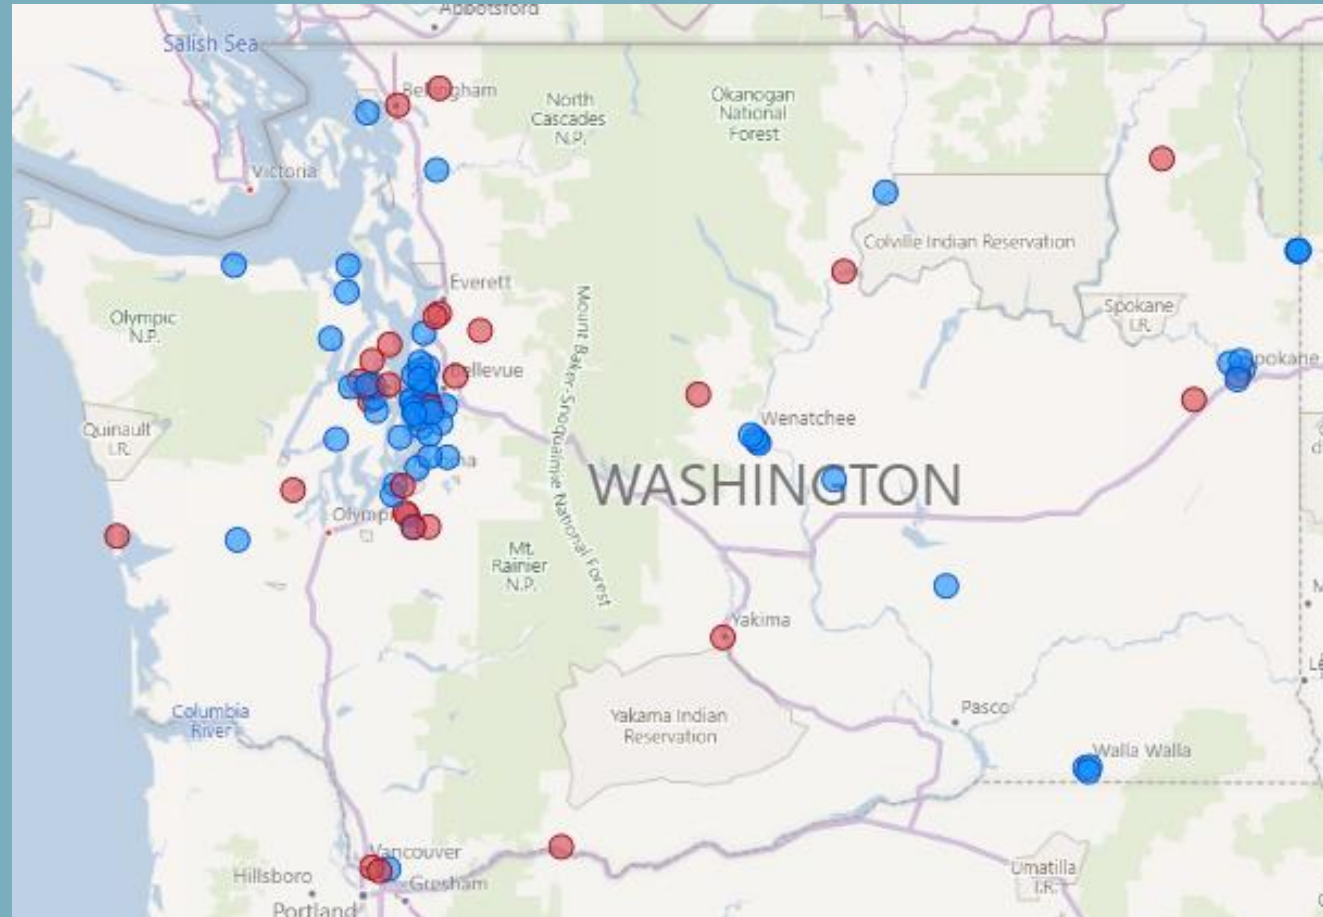 Abbotsford
Salish Sea
Bellingham
North
Cascades
N.P.
Okanogan
National
Forest
Victoria
Colville Indian Reservation
Everett
Olympic
N.P.
Spokane
I.R.
Mount Baker-Snoqualmie National Forest
Spokane
Bellevue
Quinault
I.R.
Wenatchee
WASHINGTON
Mt.
Rainier
N.P.
Yakima
Columbia
River
Pasco
Yakama Indian
Reservation
Walla Walla
Vancouver
Hillsboro
Gresham
Portland
Umatilla
I.R.